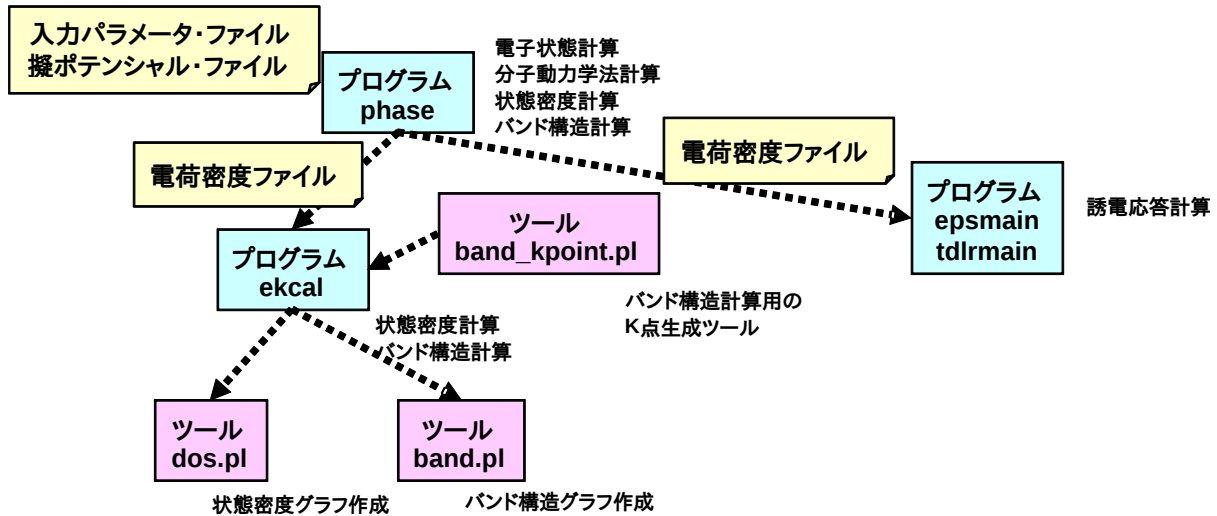 入力パラメータ・ファイル
擬ポテンシャル・ファイル
プログラム
phase
電子状態計算
分子動力学法計算
状態密度計算
バンド構造計算
電荷密度ファイル
電荷密度ファイル
プログラム
epsmain
tdlrmain
誘電応答計算
ツール
band_kpoint.pl
プログラム
ekcal
バンド構造計算用の
K点生成ツール
状態密度計算
バンド構造計算
ツール
dos.pl
ツール
band.pl
状態密度グラフ作成
バンド構造グラフ作成